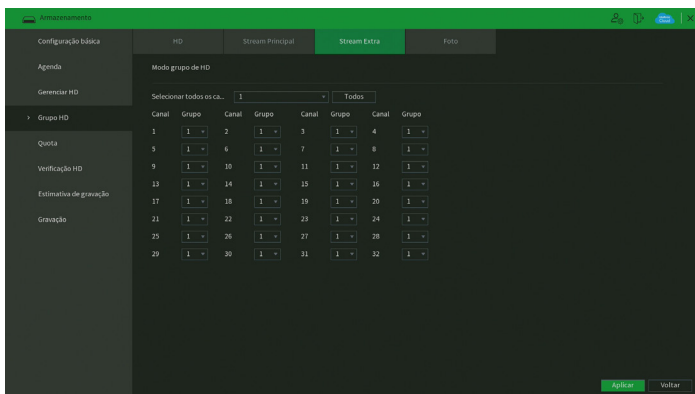 Armazenamento
Configuração básica
HD
Stream Principal
Stream Extra
Foto
Agenda
Modo grupo de HD
Gerenciar HD
Selecionar todos os ca... 1 Todos
> Grupo HD
Canal Grupo Canal Grupo Canal Grupo Canal Grupo
1 1 2 1 3 1 4 1
Quota
5 1 6 1 7 1 8 1
Verificação HD
9 1 10 1 11 1 12 1
13 1 14 1 15 1 16 1
Estimativa de gravação
17 1 18 1 19 1 20 1
Gravação
21 1 22 1 23 1 24 1
25 1 26 1 27 1 28 1
29 1 30 1 31 1 32 1
Aplicar Voltar